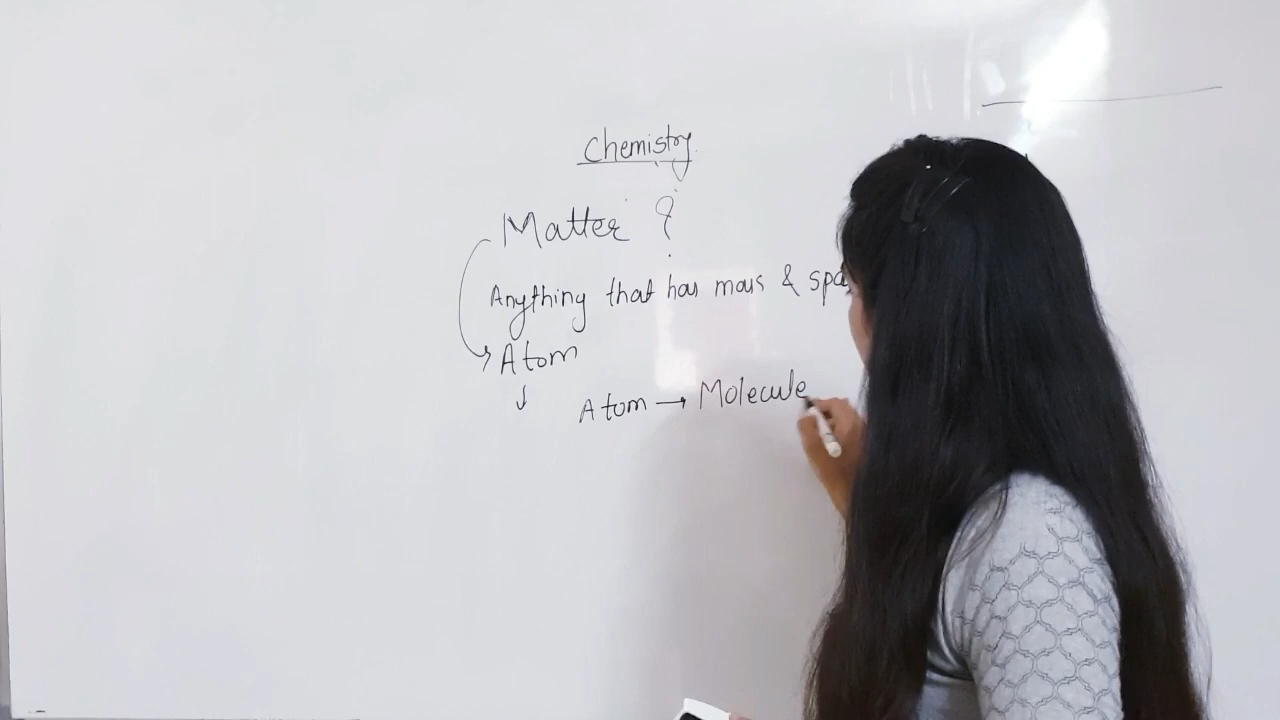 Chemistry
Matter ?
Anything that has mass & spa
Atom
↓
Atom → Molecule